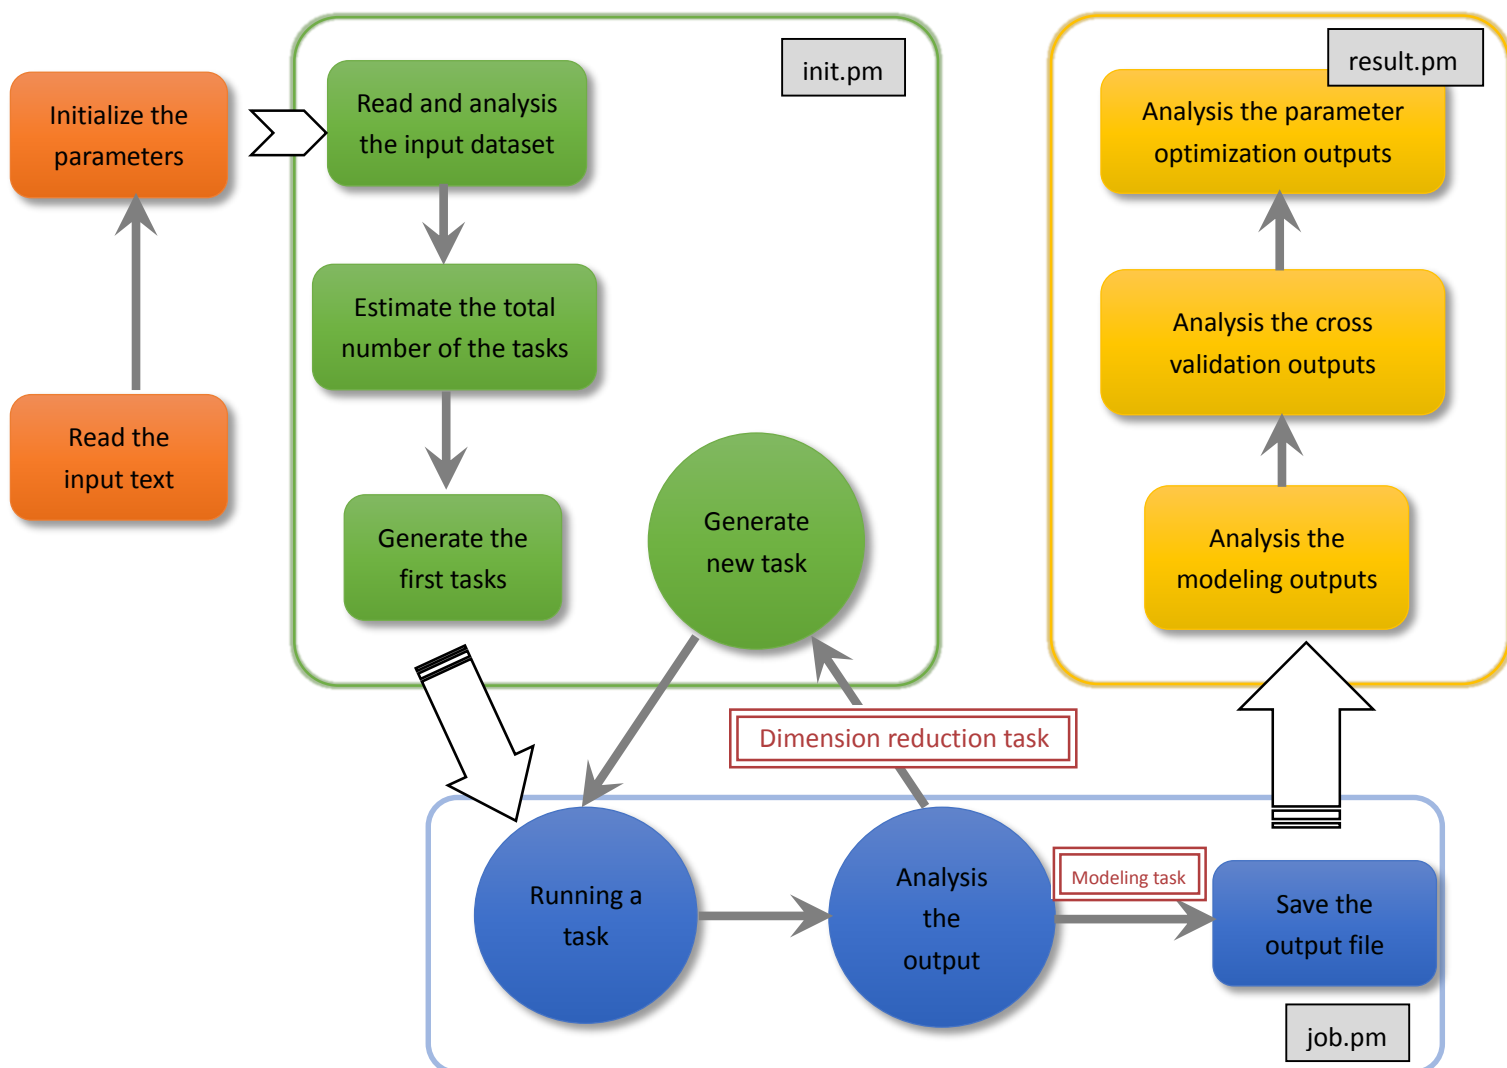 init.pm
result.pm
Initialize the
parameters
Read and analysis
the input dataset
Analysis the parameter
optimization outputs
Estimate the total
number of the tasks
Analysis the cross
validation outputs
Read the
input text
Generate the
first tasks
Generate
new task
Analysis the
modeling outputs
Dimension reduction task
Running a
task
Analysis
the
output
Modeling task
Save the
output file
job.pm